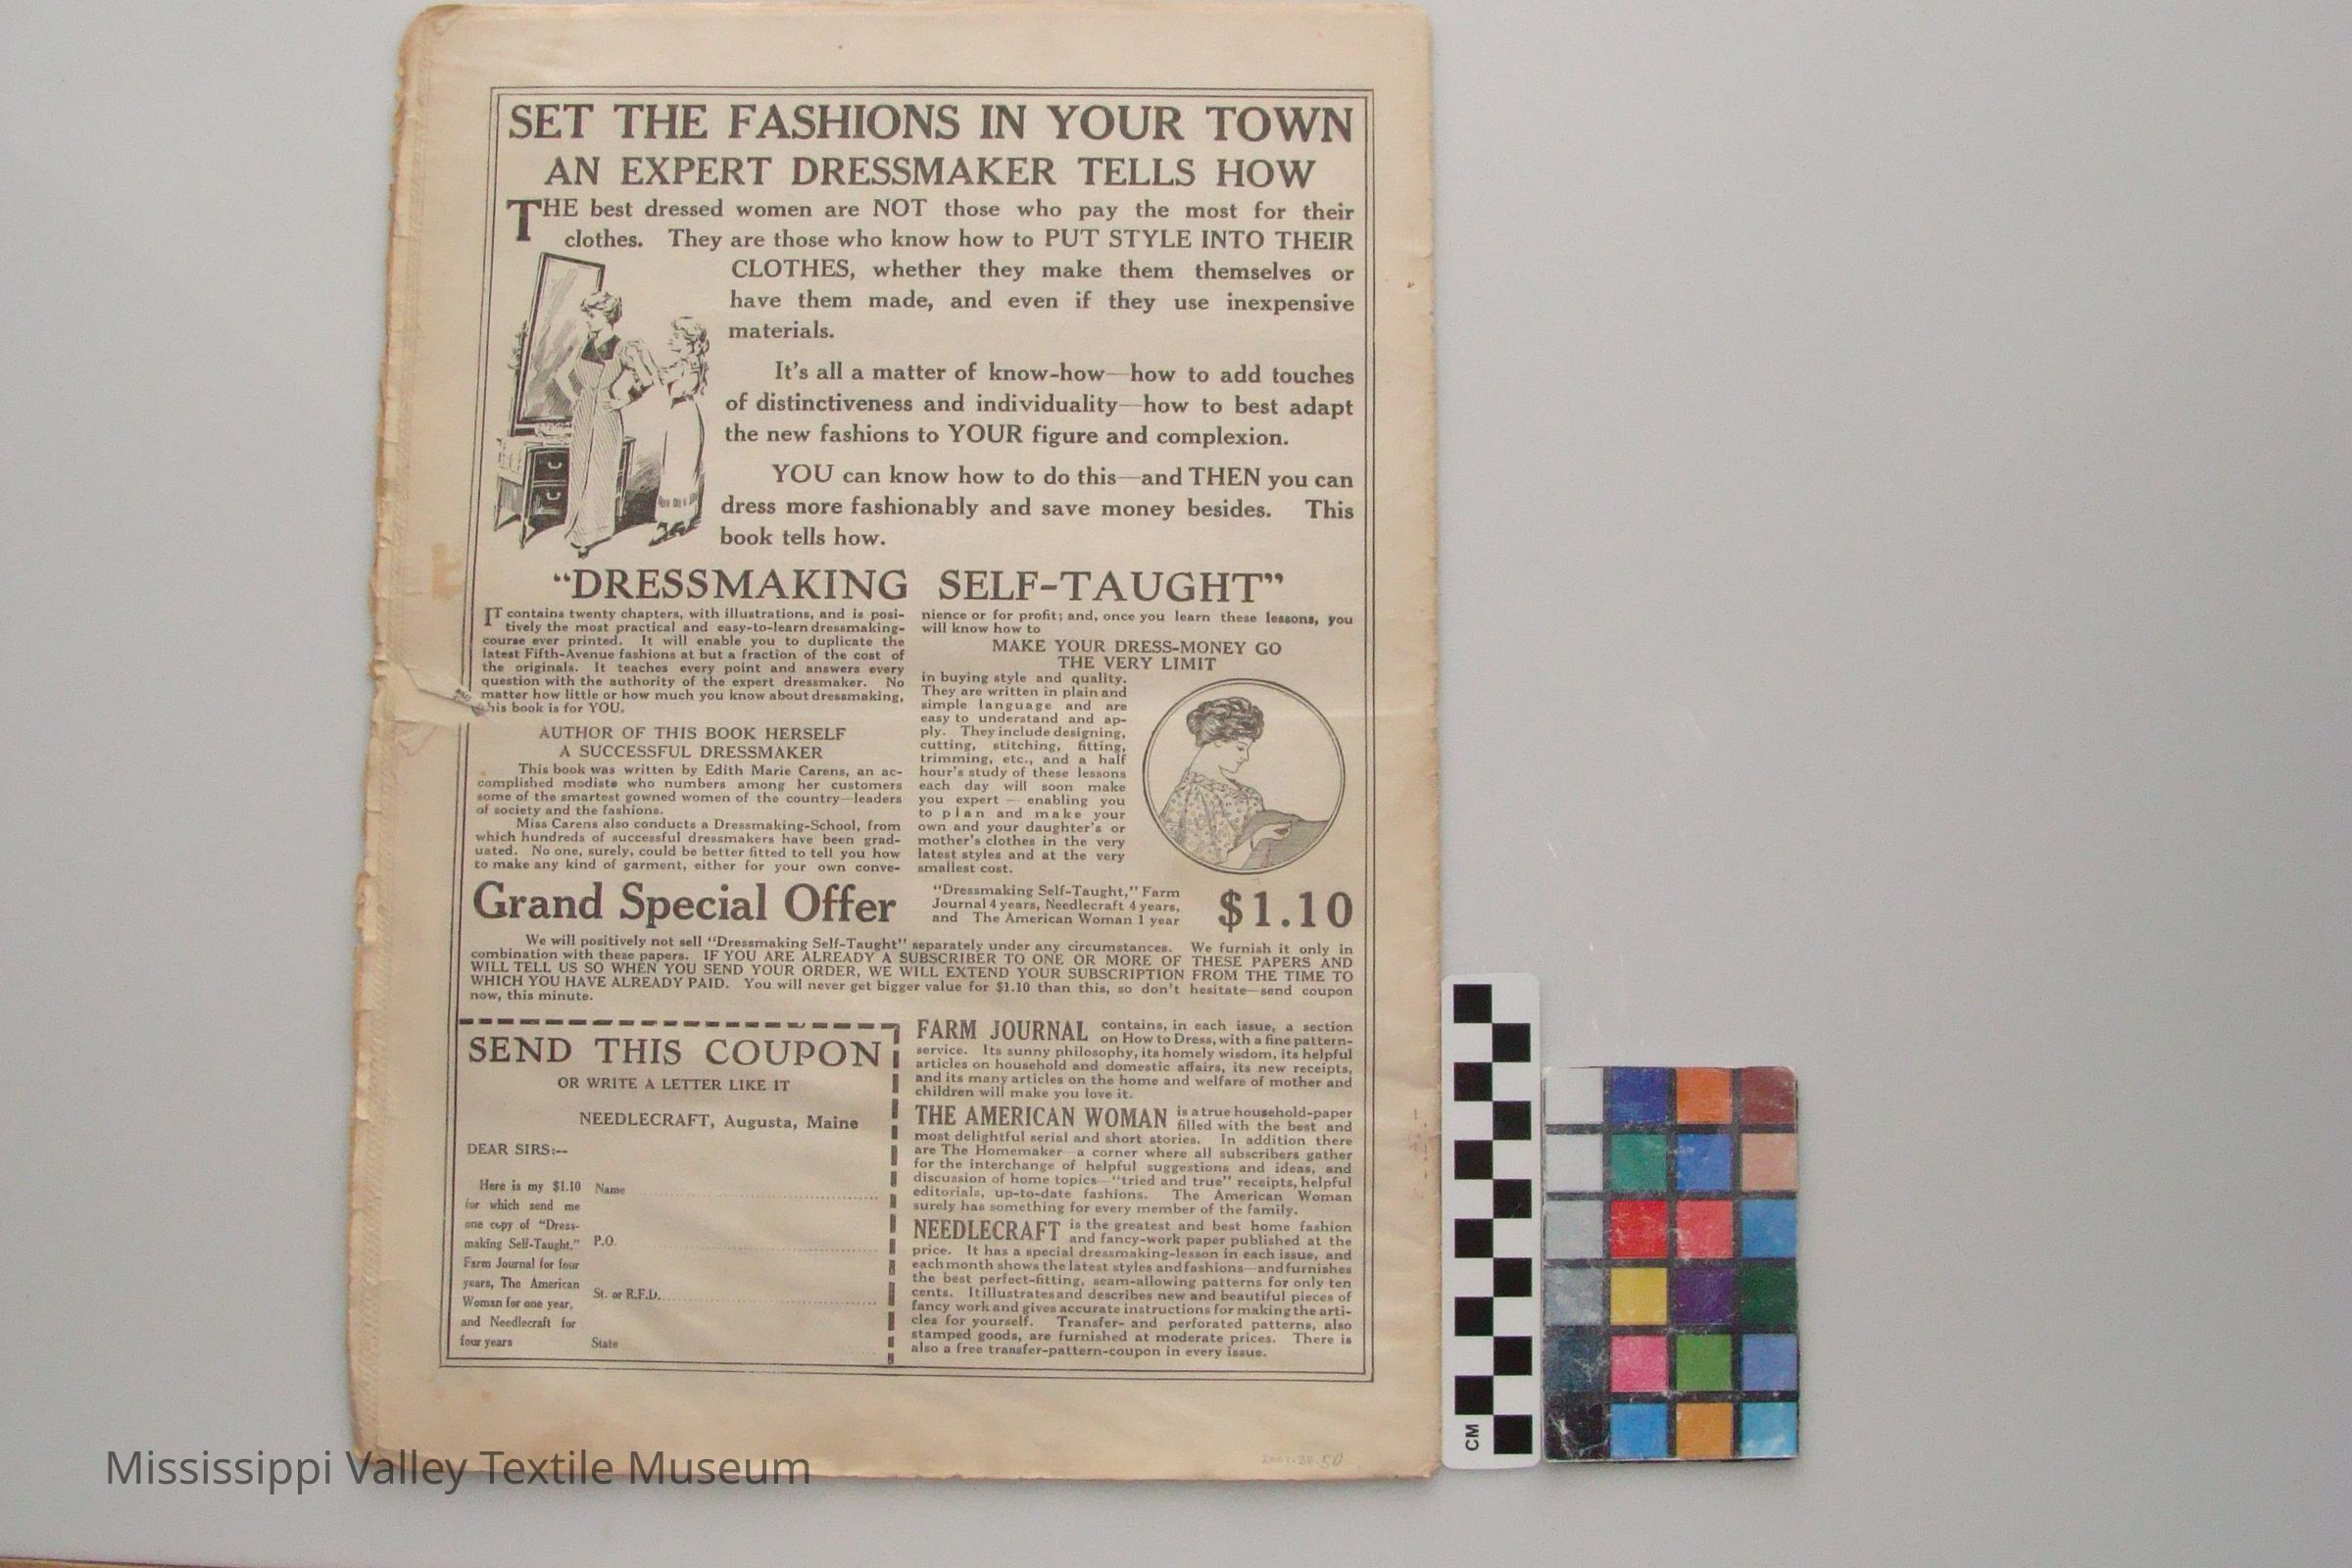 SET THE FASHIONS IN YOUR TOWN
AN EXPERT DRESSMAKER TELLS HOW
THE best dressed women are NOT those who pay the most for their
clothes. They are those who know how to PUT STYLE INTO THEIR
CLOTHES, whether they make them themselves or
have them made, and even if they use inexpensive
materials.
It's all a matter of know-how—how to add touches
of distinctiveness and individuality—how to best adapt
the new fashions to YOUR figure and complexion.
YOU can know how to do this—and THEN you can
dress more fashionably and save money besides. This
book tells how.
“DRESSMAKING SELF-TAUGHT”
IT contains twenty chapters, with illustrations, and is posi-
tively the most practical and easy-to-learn dressmaking-
course ever printed. It will enable you to duplicate the
latest Fifth-Avenue fashions at but a fraction of the cost of
the originals. It teaches every point and answers every
question with the authority of the expert dressmaker. No
matter how little or how much you know about dressmaking,
this book is for YOU.
AUTHOR OF THIS BOOK HERSELF
A SUCCESSFUL DRESSMAKER
This book was written by Edith Marie Carens, an ac-
complished modiste who numbers among her customers
some of the smartest gowned women of the country—leaders
of society and the fashions.
Miss Carens also conducts a Dressmaking-School, from
which hundreds of successful dressmakers have been grad-
uated. No one, surely, could be better fitted to tell you how
to make any kind of garment, either for your own conve-
nience or for profit; and, once you learn these lessons, you
will know how to
MAKE YOUR DRESS-MONEY GO
THE VERY LIMIT
in buying style and quality.
They are written in plain and
simple language and are
easy to understand and ap-
ply. They include designing,
cutting, stitching, fitting,
trimming, etc., and a half
hour's study of these lessons
each day will soon make
you expert — enabling you
to plan and make your
own and your daughter's or
mother's clothes in the very
latest styles and at the very
smallest cost.
Grand Special Offer
“Dressmaking Self-Taught,” Farm
Journal 4 years, Needlecraft 4 years,
and The American Woman 1 year
$1.10
We will positively not sell “Dressmaking Self-Taught” separately under any circumstances. We furnish it only in
combination with these papers. IF YOU ARE ALREADY A SUBSCRIBER TO ONE OR MORE OF THESE PAPERS AND
WILL TELL US SO WHEN YOU SEND YOUR ORDER, WE WILL EXTEND YOUR SUBSCRIPTION FROM THE TIME TO
WHICH YOU HAVE ALREADY PAID. You will never get bigger value for $1.10 than this, so don't hesitate—send coupon
now, this minute.
SEND THIS COUPON
OR WRITE A LETTER LIKE IT
NEEDLECRAFT, Augusta, Maine
DEAR SIRS:--
Here is my $1.10
for which send me
one copy of “Dress-
making Self-Taught,”
Farm Journal for four
years, The American
Woman for one year,
and Needlecraft for
four years
Name
P.O.
St. or R.F.D.
State
FARM JOURNAL contains, in each issue, a section
on How to Dress, with a fine pattern-
service. Its sunny philosophy, its homely wisdom, its helpful
articles on household and domestic affairs, its new receipts,
and its many articles on the home and welfare of mother and
children will make you love it.
THE AMERICAN WOMAN is a true household-paper
filled with the best and
most delightful serial and short stories. In addition there
are The Homemaker—a corner where all subscribers gather
for the interchange of helpful suggestions and ideas, and
discussion of home topics—“tried and true” receipts, helpful
editorials, up-to-date fashions. The American Woman
surely has something for every member of the family.
NEEDLECRAFT is the greatest and best home fashion
and fancy-work paper published at the
price. It has a special dressmaking-lesson in each issue, and
each month shows the latest styles and fashions—and furnishes
the best perfect-fitting, seam-allowing patterns for only ten
cents. It illustrates and describes new and beautiful pieces of
fancy work and gives accurate instructions for making the arti-
cles for yourself. Transfer- and perforated patterns, also
stamped goods, are furnished at moderate prices. There is
also a free transfer-pattern-coupon in every issue.
CM
Mississippi Valley Textile Museum